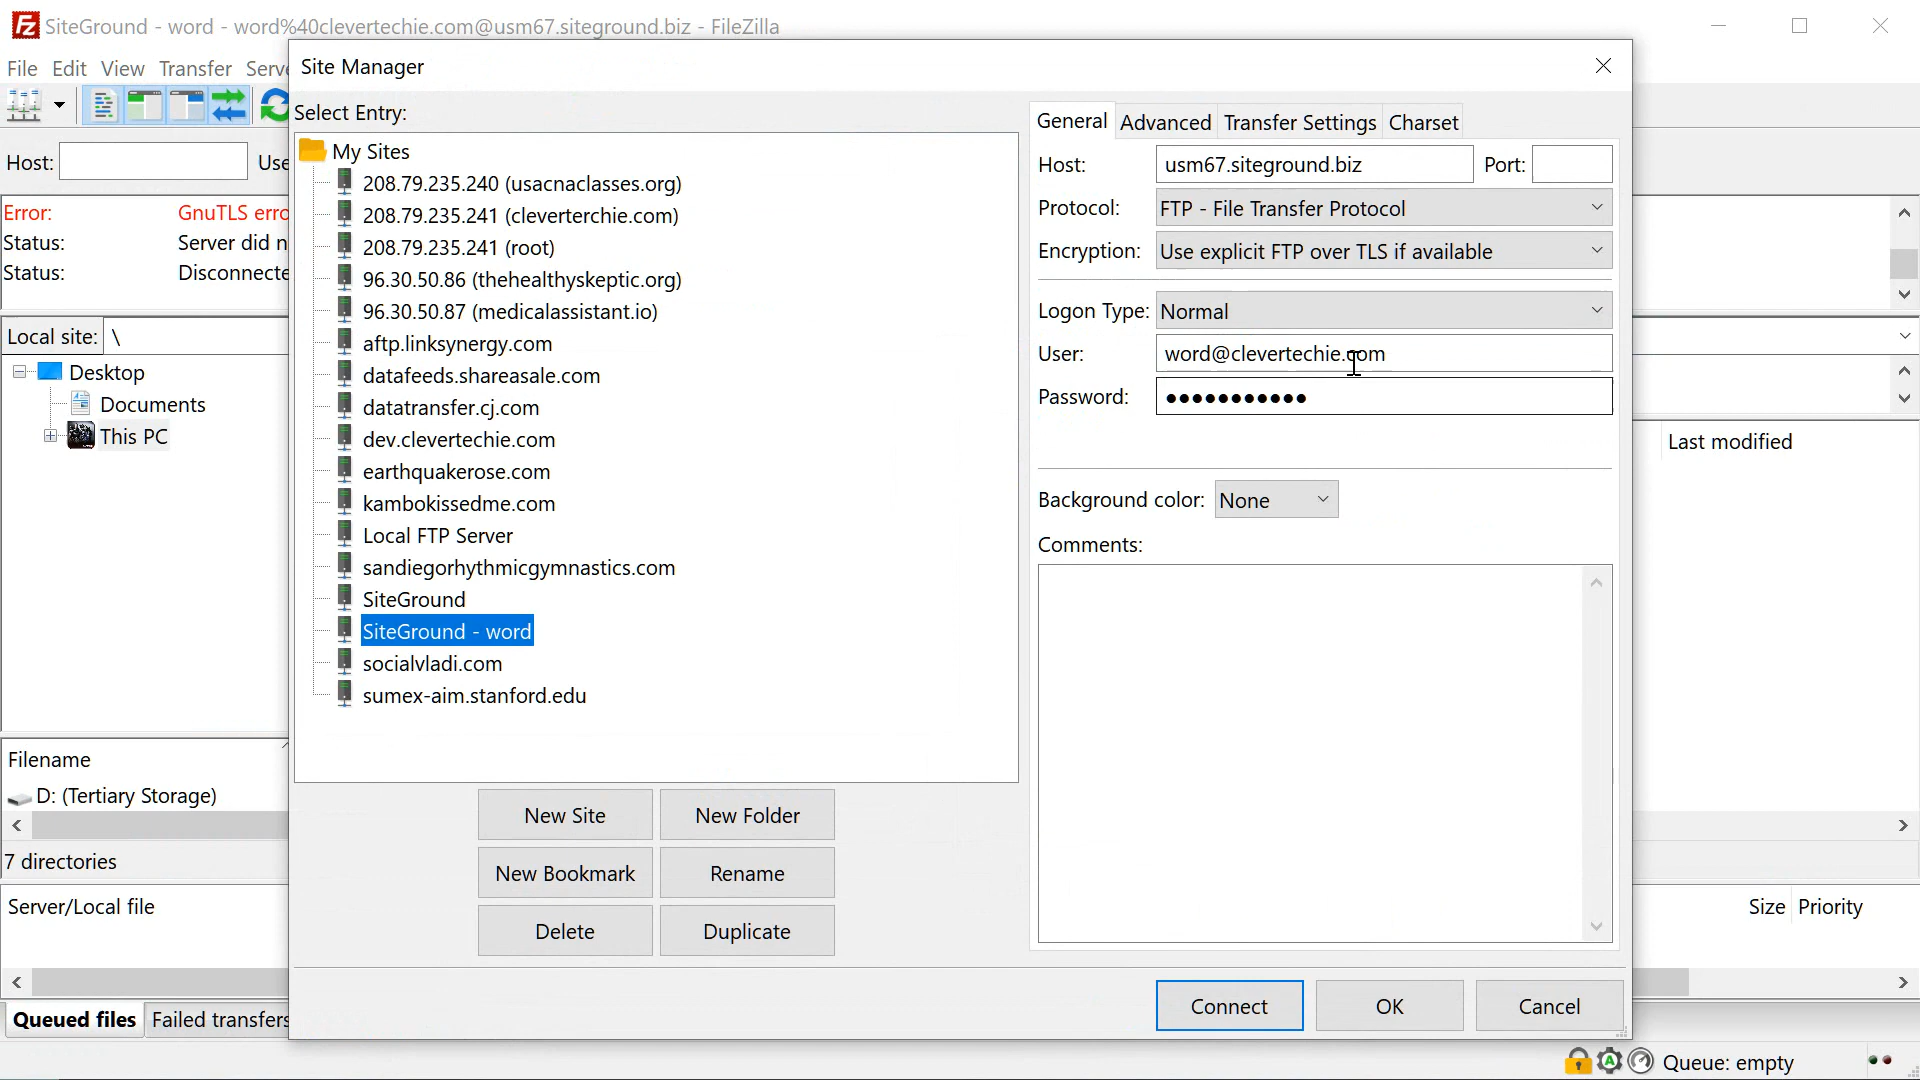 SiteGround - word - word%40clevertechie.com@usm67.siteground.biz - FileZilla
File Edit View Transfer Serve
Host: Use
Error: GnuTLS erro
Status: Server did n
Status: Disconnecte
Local site: \
Desktop
Documents
This PC
Filename
D: (Tertiary Storage)
7 directories
Server/Local file
Queued files Failed transfers
Site Manager
Select Entry:
My Sites
208.79.235.240 (usacnaclasses.org)
208.79.235.241 (cleverterchie.com)
208.79.235.241 (root)
96.30.50.86 (thehealthyskeptic.org)
96.30.50.87 (medicalassistant.io)
aftp.linksynergy.com
datafeeds.shareasale.com
datatransfer.cj.com
dev.clevertechie.com
earthquakerose.com
kambokissedme.com
Local FTP Server
sandiegorhythmicgymnastics.com
SiteGround
SiteGround - word
socialvladi.com
sumex-aim.stanford.edu
New Site New Folder
New Bookmark Rename
Delete Duplicate
General Advanced Transfer Settings Charset
Host: usm67.siteground.biz Port:
Protocol: FTP - File Transfer Protocol
Encryption: Use explicit FTP over TLS if available
Logon Type: Normal
User: word@clevertechie.com
Password: ●●●●●●●●●●●
Background color: None
Comments:
Connect OK Cancel
Last modified
Size Priority
Queue: empty